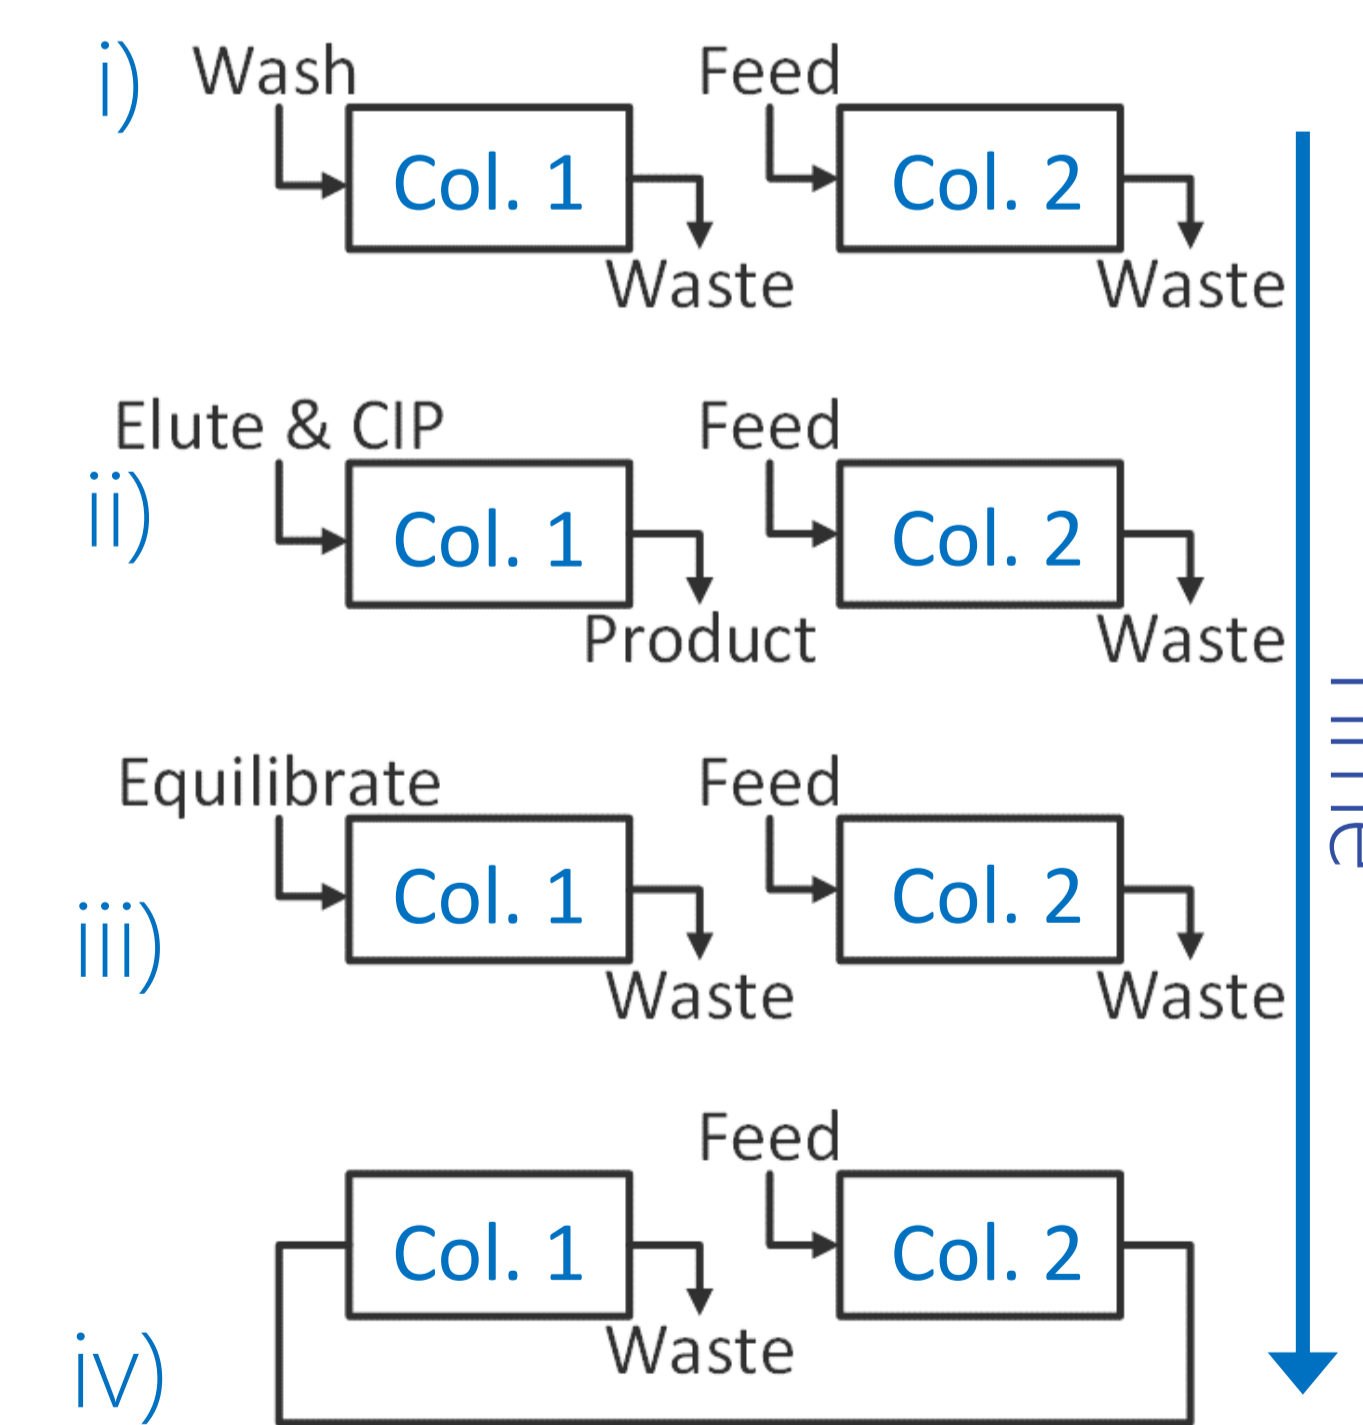 i) Wash Feed
Col. 1 Col. 2
Waste Waste
Elute & CIP Feed
ii) Col. 1 Col. 2
Product Waste
Equilibrate Feed
Col. 1 Col. 2
iii)
Waste Waste
Feed
Col. 1 Col. 2
Waste
iv)